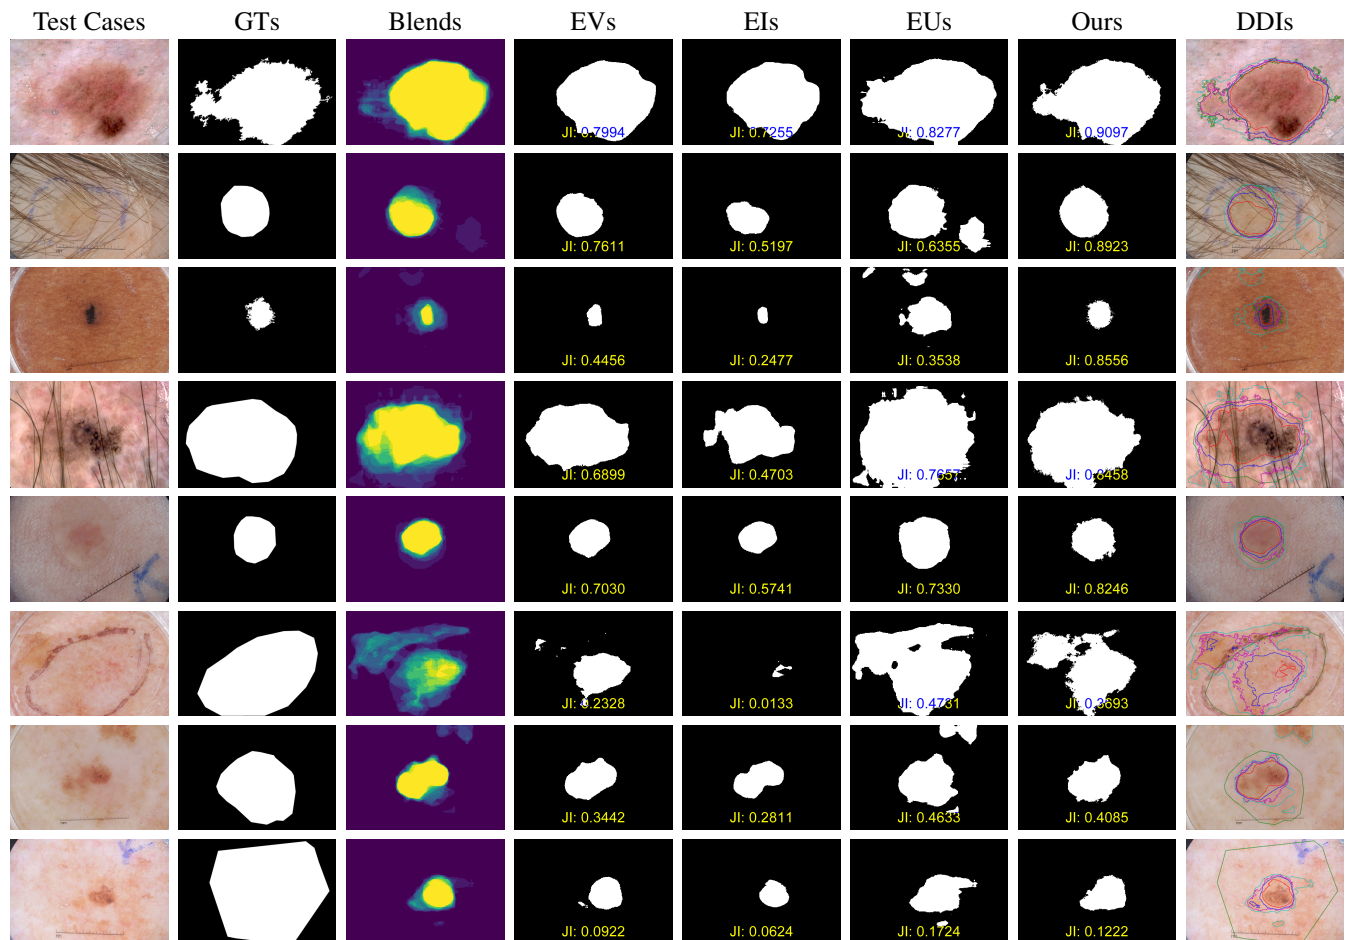 Test Cases GTs Blends EVs EIs EUs Ours DDIs
JI: 0.7994 JI: 0.7255 JI: 0.8277 JI: 0.9097
JI: 0.7611 JI: 0.5197 JI: 0.6355 JI: 0.8923
JI: 0.4456 JI: 0.2477 JI: 0.3538 JI: 0.8556
JI: 0.6899 JI: 0.4703 JI: 0.7657 JI: 0.8458
JI: 0.7030 JI: 0.5741 JI: 0.7330 JI: 0.8246
JI: 0.2328 JI: 0.0133 JI: 0.4731 JI: 0.3693
JI: 0.3442 JI: 0.2811 JI: 0.4633 JI: 0.4085
JI: 0.0922 JI: 0.0624 JI: 0.1724 JI: 0.1222